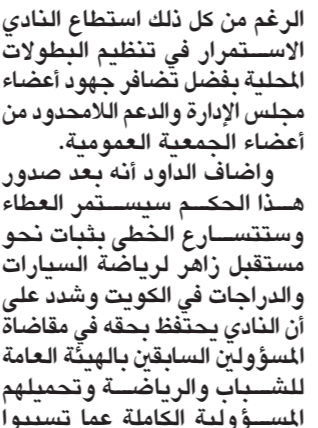 الرغم من كل ذلك استطاع النادي
الاستمرار في تنظيم البطولات
المحلية بفضل تضافر جهود أعضاء
مجلس الإدارة والدعم اللامحدود من
أعضاء الجمعية العمومية.
واضاف الداود أنه بعد صدور
هذا الحكم سيستمر العطاء
وستتسارع الخطى بثبات نحو
مستقبل زاهر لرياضة السيارات
والدراجات في الكويت وشدد على
أن النادي يحتفظ بحقه في مقاضاة
المسؤولين السابقين بالهيئة العامة
للشباب والرياضة وتحميلهم
المسؤولية الكاملة عما تسببوا